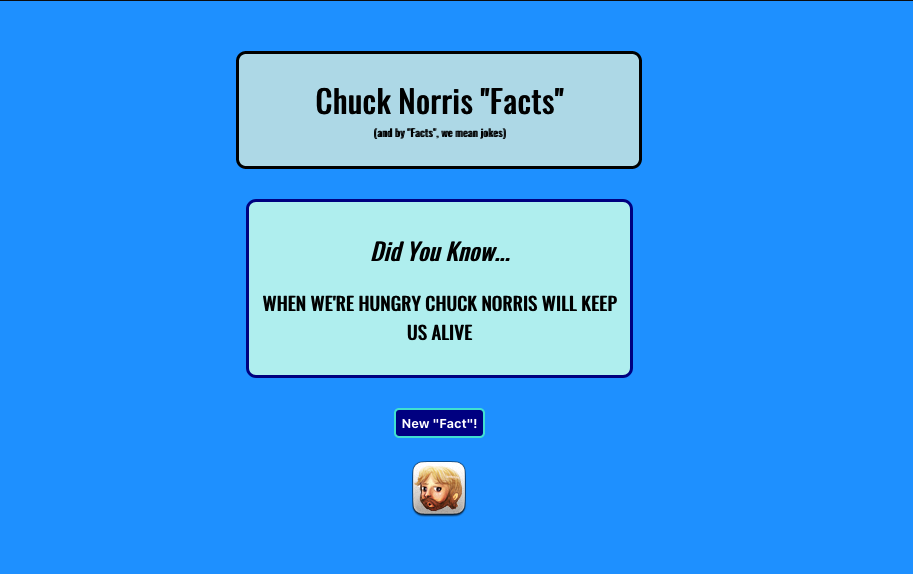 Chuck Norris "Facts"
(and by "Facts", we mean jokes)
Did You Know...
WHEN WE'RE HUNGRY CHUCK NORRIS WILL KEEP
US ALIVE
New "Fact"!